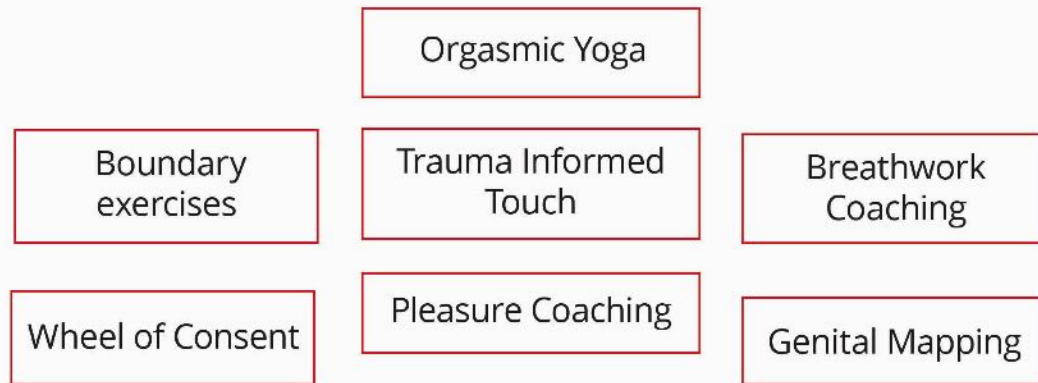 Orgasmic Yoga
Boundary
exercises
Trauma Informed
Touch
Breathwork
Coaching
Wheel of Consent
Pleasure Coaching
Genital Mapping